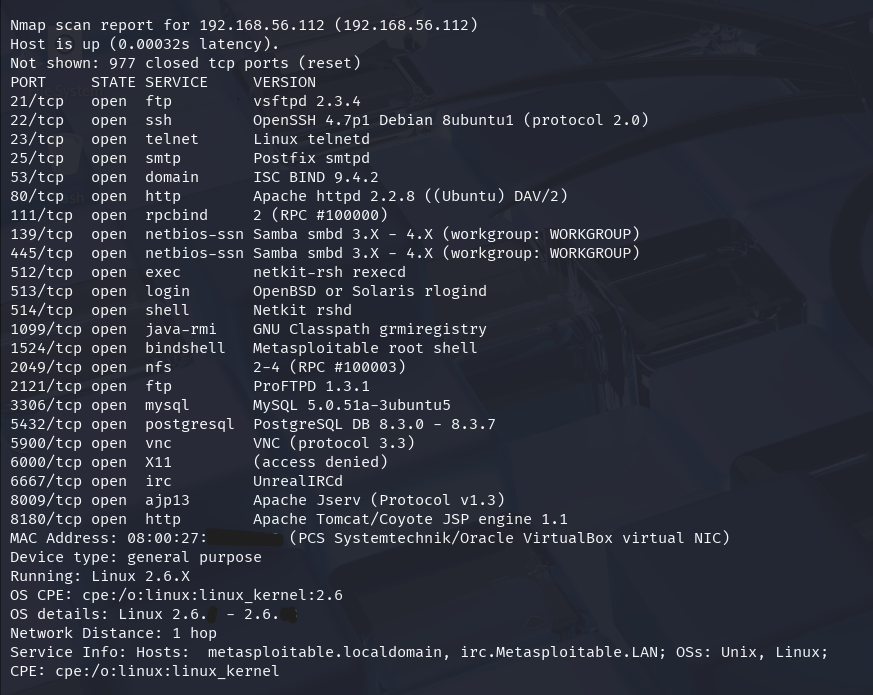 Nmap scan report for 192.168.56.112 (192.168.56.112)
Host is up (0.00032s latency).
Not shown: 977 closed tcp ports (reset)
PORT     STATE SERVICE     VERSION
21/tcp   open  ftp         vsftpd 2.3.4
22/tcp   open  ssh         OpenSSH 4.7p1 Debian 8ubuntu1 (protocol 2.0)
23/tcp   open  telnet      Linux telnetd
25/tcp   open  smtp        Postfix smtpd
53/tcp   open  domain      ISC BIND 9.4.2
80/tcp   open  http        Apache httpd 2.2.8 ((Ubuntu) DAV/2)
111/tcp  open  rpcbind     2 (RPC #100000)
139/tcp  open  netbios-ssn Samba smbd 3.X - 4.X (workgroup: WORKGROUP)
445/tcp  open  netbios-ssn Samba smbd 3.X - 4.X (workgroup: WORKGROUP)
512/tcp  open  exec        netkit-rsh rexecd
513/tcp  open  login       OpenBSD or Solaris rlogind
514/tcp  open  shell       Netkit rshd
1099/tcp open  java-rmi    GNU Classpath grmiregistry
1524/tcp open  bindshell   Metasploitable root shell
2049/tcp open  nfs         2-4 (RPC #100003)
2121/tcp open  ftp         ProFTPD 1.3.1
3306/tcp open  mysql       MySQL 5.0.51a-3ubuntu5
5432/tcp open  postgresql  PostgreSQL DB 8.3.0 - 8.3.7
5900/tcp open  vnc         VNC (protocol 3.3)
6000/tcp open  X11         (access denied)
6667/tcp open  irc         UnrealIRCd
8009/tcp open  ajp13       Apache Jserv (Protocol v1.3)
8180/tcp open  http        Apache Tomcat/Coyote JSP engine 1.1
MAC Address: 08:00:27: (PCS Systemtechnik/Oracle VirtualBox virtual NIC)
Device type: general purpose
Running: Linux 2.6.X
OS CPE: cpe:/o:linux:linux_kernel:2.6
OS details: Linux 2.6. - 2.6.
Network Distance: 1 hop
Service Info: Hosts:  metasploitable.localdomain, irc.Metasploitable.LAN; OSs: Unix, Linux;
CPE: cpe:/o:linux:linux_kernel